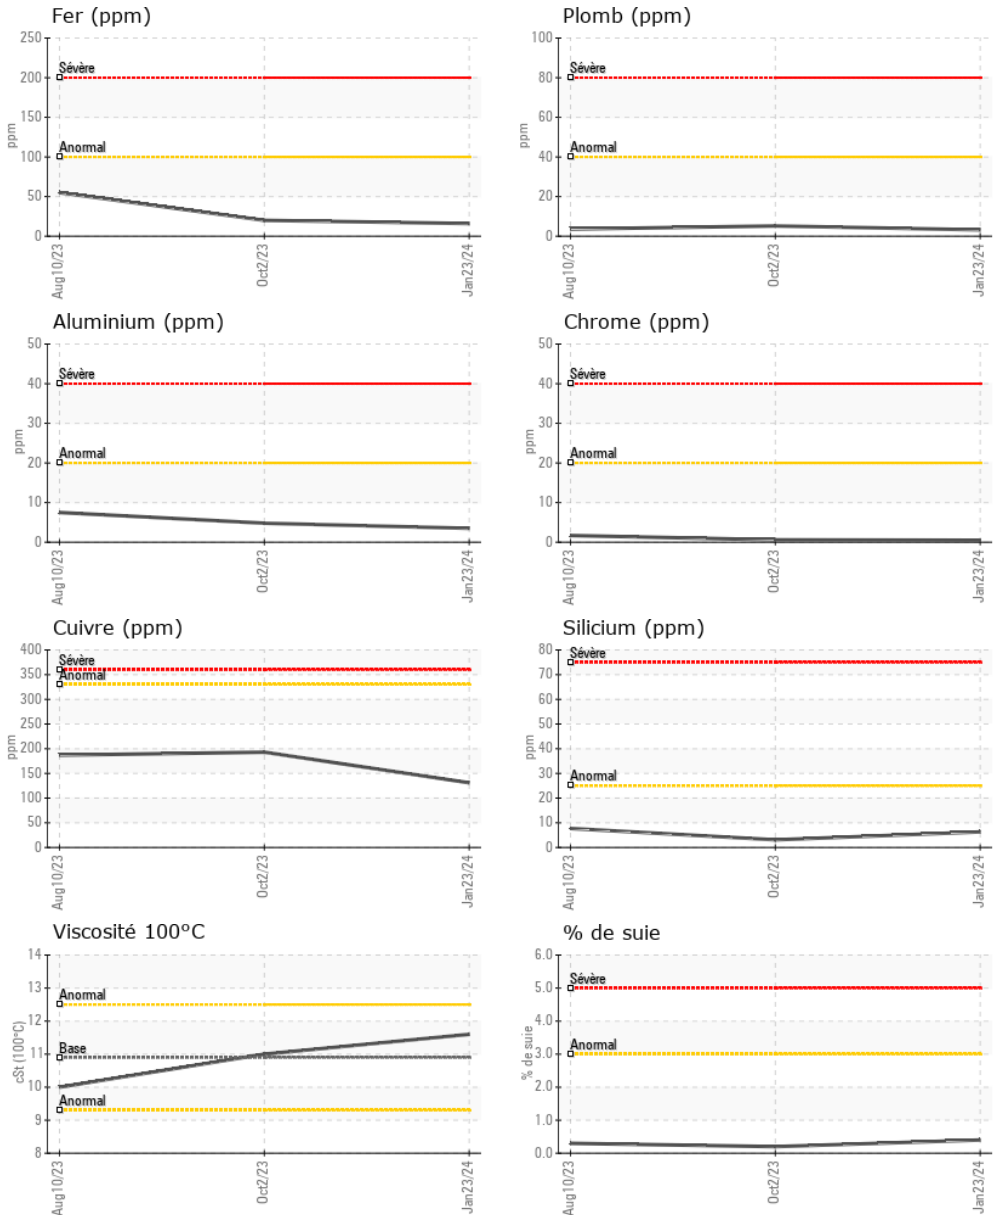 Fer (ppm)
250
200
150
100
50
0
ppm
Sévère
Anormal
Aug10/23
Oct2/23
Jan23/24
Plomb (ppm)
100
80
60
40
20
0
ppm
Sévère
Anormal
Aug10/23
Oct2/23
Jan23/24
Aluminium (ppm)
50
40
30
20
10
0
ppm
Sévère
Anormal
Aug10/23
Oct2/23
Jan23/24
Chrome (ppm)
50
40
30
20
10
0
ppm
Sévère
Anormal
Aug10/23
Oct2/23
Jan23/24
Cuivre (ppm)
400
350
300
250
200
150
100
50
0
ppm
Sévère
Anormal
Aug10/23
Oct2/23
Jan23/24
Silicium (ppm)
80
70
60
50
40
30
20
10
0
ppm
Sévère
Anormal
Aug10/23
Oct2/23
Jan23/24
Viscosité 100°C
14
13
12
11
10
9
8
cSt (100°C)
Anormal
Base
Anormal
Aug10/23
Oct2/23
Jan23/24
% de suie
6.0
5.0
4.0
3.0
2.0
1.0
0.0
% de suie
Sévère
Anormal
Aug10/23
Oct2/23
Jan23/24